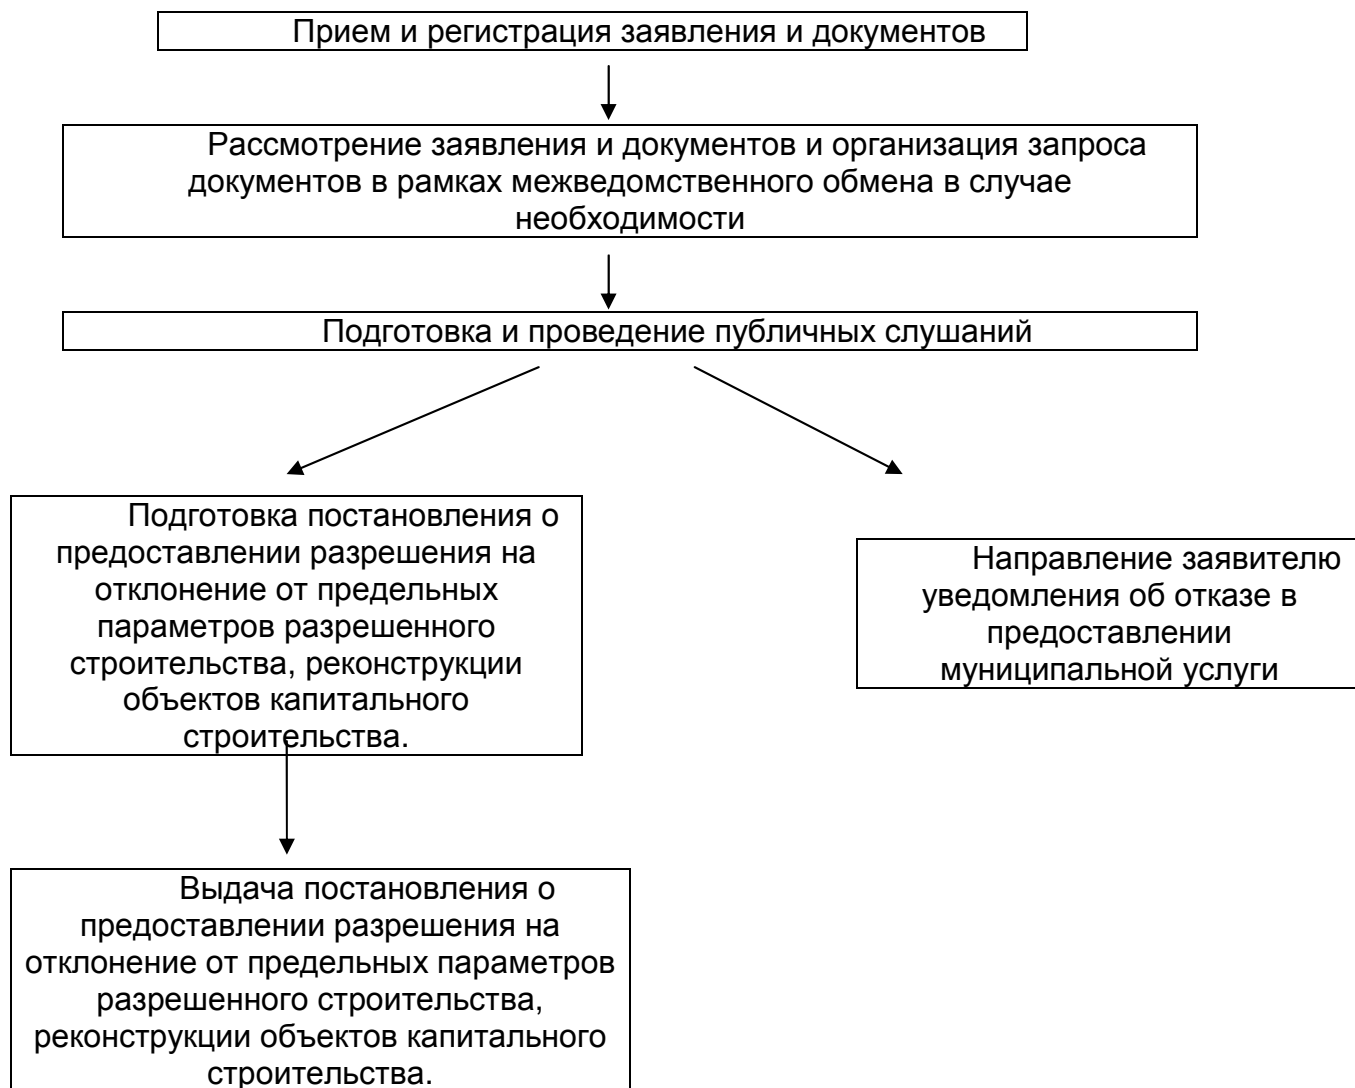 Прием и регистрация заявления и документов
Рассмотрение заявления и документов и организация запроса
документов в рамках межведомственного обмена в случае
необходимости
Подготовка и проведение публичных слушаний
Подготовка постановления о
предоставлении разрешения на
отклонение от предельных
параметров разрешенного
строительства, реконструкции
объектов капитального
строительства.
Направление заявителю
уведомления об отказе в
предоставлении
муниципальной услуги
Выдача постановления о
предоставлении разрешения на
отклонение от предельных параметров
разрешенного строительства,
реконструкции объектов капитального
строительства.